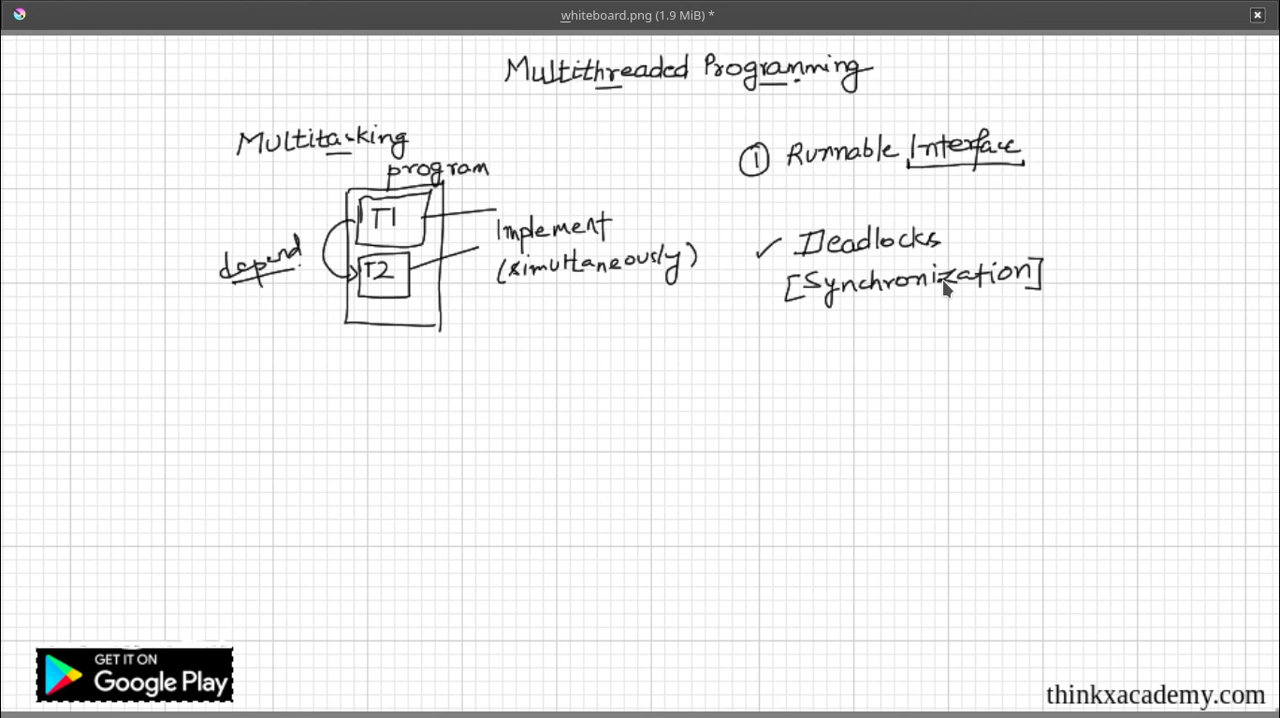 whiteboard.png (1.9 MiB) *
Multithreaded Programming
Multitasking
program
T1
T2
depend
Implement
(simultaneously)
① Runnable Interface
✓ Deadlocks
[Synchronization]
GET IT ON
Google Play
thinkxacademy.com